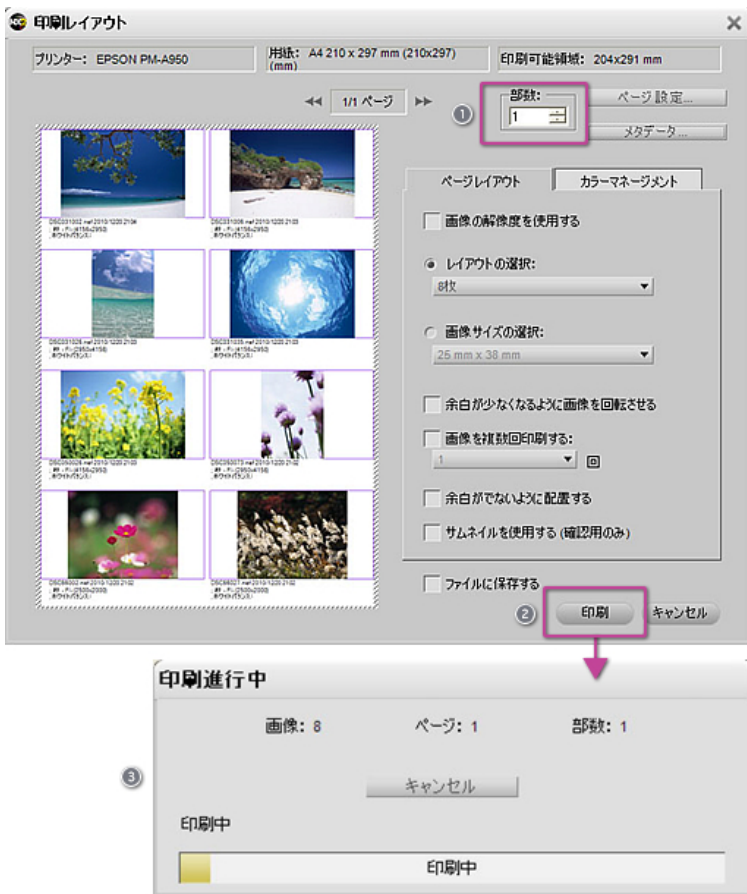 印刷レイアウト
プリンター: EPSON PM-A950
用紙: A4 210 x 297 mm (210x297)
(mm)
印刷可能領域: 204x291 mm
1/1 ページ
1
部数:
1
ページ設定...
メタデータ...
ページレイアウト
カラーマネージメント
画像の解像度を使用する
レイアウトの選択:
8枚
画像サイズの選択:
25 mm x 38 mm
余白が少なくなるように画像を回転させる
画像を複数回印刷する:
1
余白がでないように配置する
サムネイルを使用する (確認用のみ)
ファイルに保存する
2
印刷
キャンセル
印刷進行中
画像: 8
ページ: 1
部数: 1
3
キャンセル
印刷中
印刷中